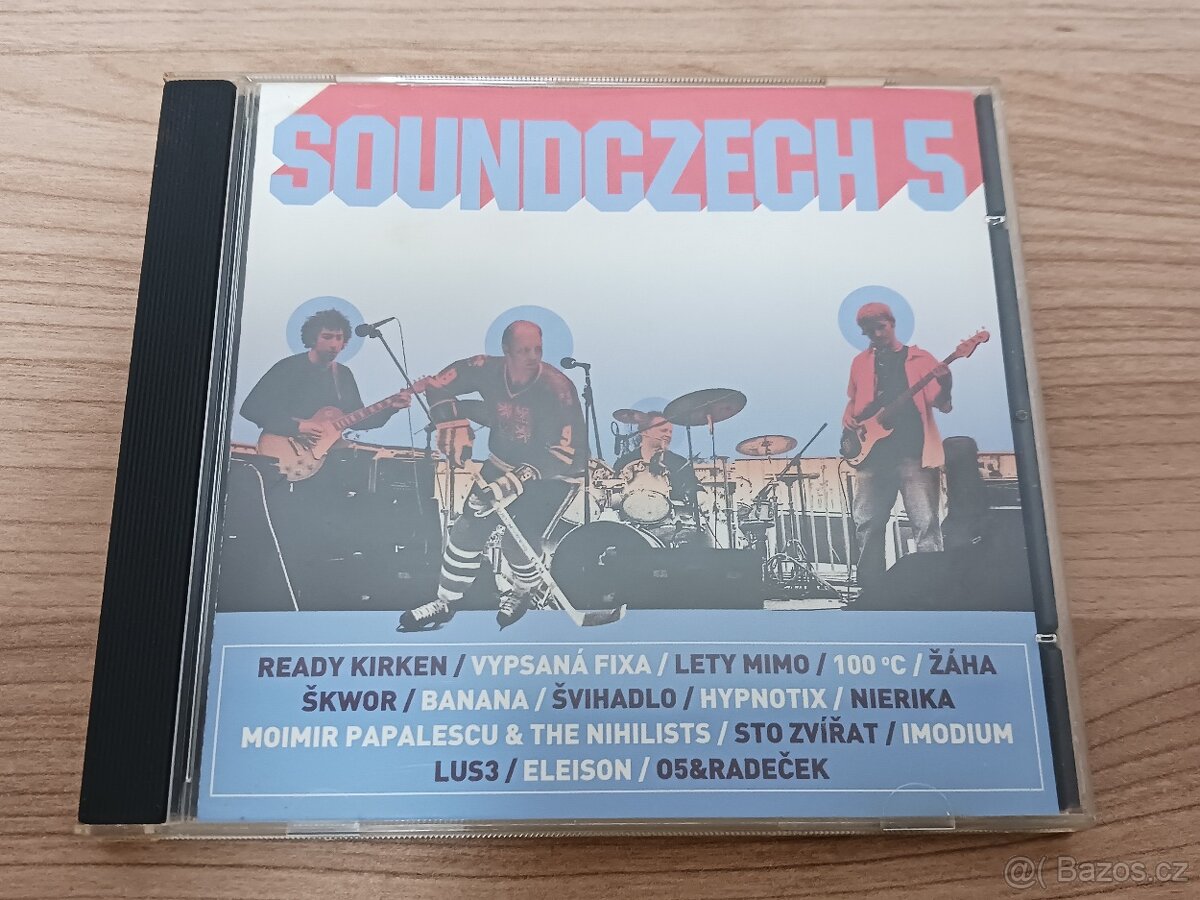 SOUNDCZECH 5
READY KIRKEN / VYPSANÁ FIXA / LETY MIMO / 100 ºC / ŽÁHA
ŠKWOR / BANANA / ŠVIHADLO / HYPNOTIX / NIERIKA
MOIMIR PAPALESCU & THE NIHILISTS / STO ZVÍŘAT / IMODIUM
LUS3 / ELEISON / O5&RADEČEK
@( Bazos.cz